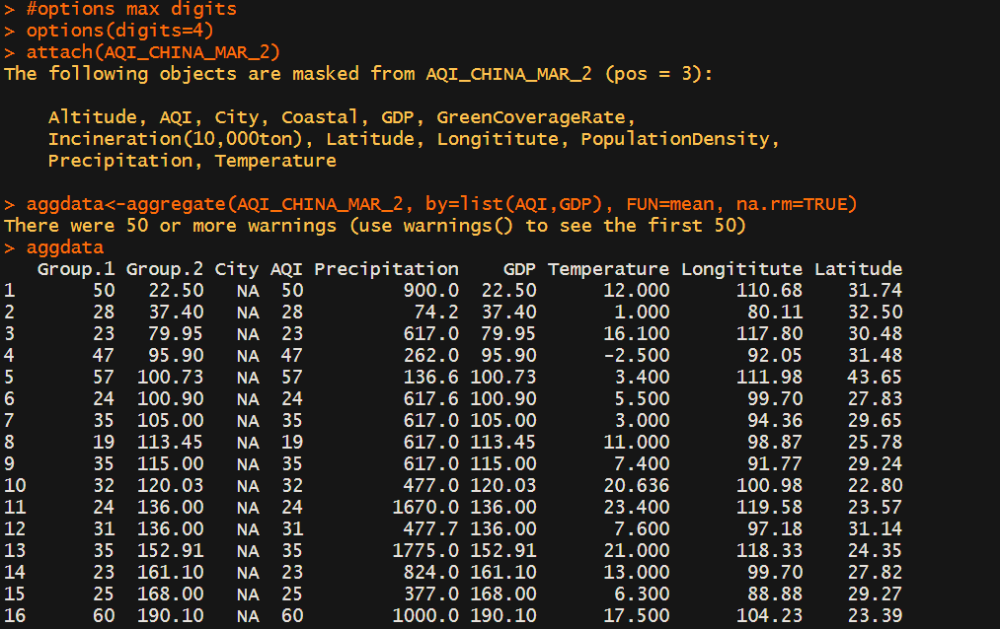 > #options max digits
> options(digits=4)
> attach(AQI_CHINA_MAR_2)
The following objects are masked from AQI_CHINA_MAR_2 (pos = 3):
    Altitude, AQI, City, Coastal, GDP, GreenCoverageRate,
    Incineration(10,000ton), Latitude, Longititute, PopulationDensity,
    Precipitation, Temperature
> aggdata<-aggregate(AQI_CHINA_MAR_2, by=list(AQI,GDP), FUN=mean, na.rm=TRUE)
There were 50 or more warnings (use warnings() to see the first 50)
> aggdata
   Group.1 Group.2 City AQI Precipitation    GDP Temperature Longititute Latitude
1       50   22.50   NA  50         900.0  22.50      12.000      110.68    31.74
2       28   37.40   NA  28          74.2  37.40       1.000       80.11    32.50
3       23   79.95   NA  23         617.0  79.95      16.100      117.80    30.48
4       47   95.90   NA  47         262.0  95.90      -2.500       92.05    31.48
5       57  100.73   NA  57         136.6 100.73       3.400      111.98    43.65
6       24  100.90   NA  24         617.6 100.90       5.500       99.70    27.83
7       35  105.00   NA  35         617.0 105.00       3.000       94.36    29.65
8       19  113.45   NA  19         617.0 113.45      11.000       98.87    25.78
9       35  115.00   NA  35         617.0 115.00       7.400       91.77    29.24
10      32  120.03   NA  32         477.0 120.03      20.636      100.98    22.80
11      24  136.00   NA  24        1670.0 136.00      23.400      119.58    23.57
12      31  136.00   NA  31         477.7 136.00       7.600       97.18    31.14
13      35  152.91   NA  35        1775.0 152.91      21.000      118.33    24.35
14      23  161.10   NA  23         824.0 161.10      13.000       99.70    27.82
15      25  168.00   NA  25         377.0 168.00       6.300       88.88    29.27
16      60  190.10   NA  60        1000.0 190.10      17.500      104.23    23.39